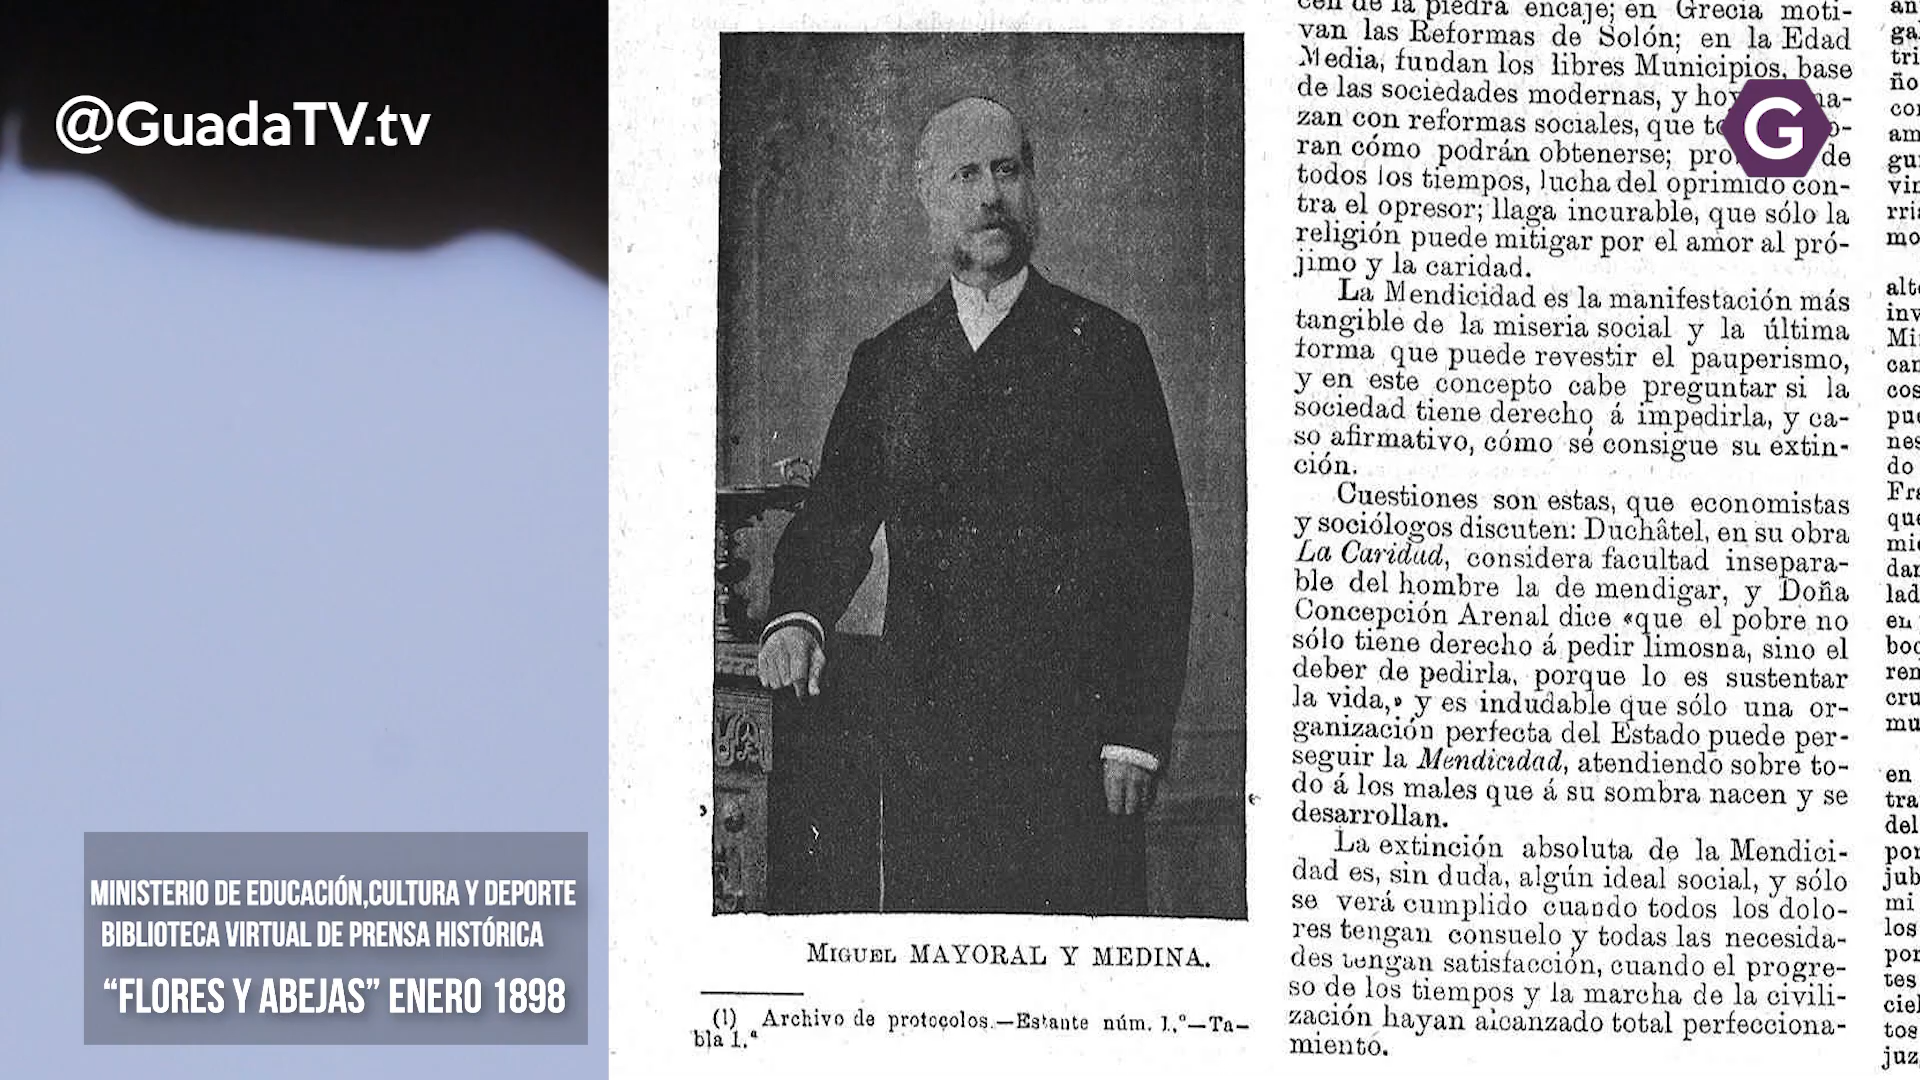 @GuadaTV.tv
G
MINISTERIO DE EDUCACIÓN,CULTURA Y DEPORTE
BIBLIOTECA VIRTUAL DE PRENSA HISTÓRICA
“FLORES Y ABEJAS” ENERO 1898
MIGUEL MAYORAL Y MEDINA.
(1) Archivo de protocolos.—Estante núm. 1.º—Ta-
bla 1.ª
cen de la piedra encaje; en Grecia moti-
van las Reformas de Solón; en la Edad
Media, fundan los libres Municipios, base
de las sociedades modernas, y hoy
zan con reformas sociales, que
ran cómo podrán obtenerse; de
todos los tiempos, lucha del oprimido con-
tra el opresor; llaga incurable, que sólo la
religión puede mitigar por el amor al pró-
jimo y la caridad.
La Mendicidad es la manifestación más
tangible de la miseria social y la última
forma que puede revestir el pauperismo,
y en este concepto cabe preguntar si la
sociedad tiene derecho á impedirla, y ca-
so afirmativo, cómo se consigue su extin-
ción.
Cuestiones son estas, que economistas
y sociólogos discuten: Duchâtel, en su obra
La Caridad, considera facultad insepara-
ble del hombre la de mendigar, y Doña
Concepción Arenal dice «que el pobre no
sólo tiene derecho á pedir limosna, sino el
deber de pedirla, porque lo es sustentar
la vida,» y es indudable que sólo una or-
ganización perfecta del Estado puede per-
seguir la Mendicidad, atendiendo sobre to-
do á los males que á su sombra nacen y se
desarrollan.
La extinción absoluta de la Mendici-
dad es, sin duda, algún ideal social, y sólo
se verá cumplido cuando todos los dolo-
res tengan consuelo y todas las necesida-
des tengan satisfacción, cuando el progre-
so de los tiempos y la marcha de la civili-
zación hayan alcanzado total perfecciona-
miento.